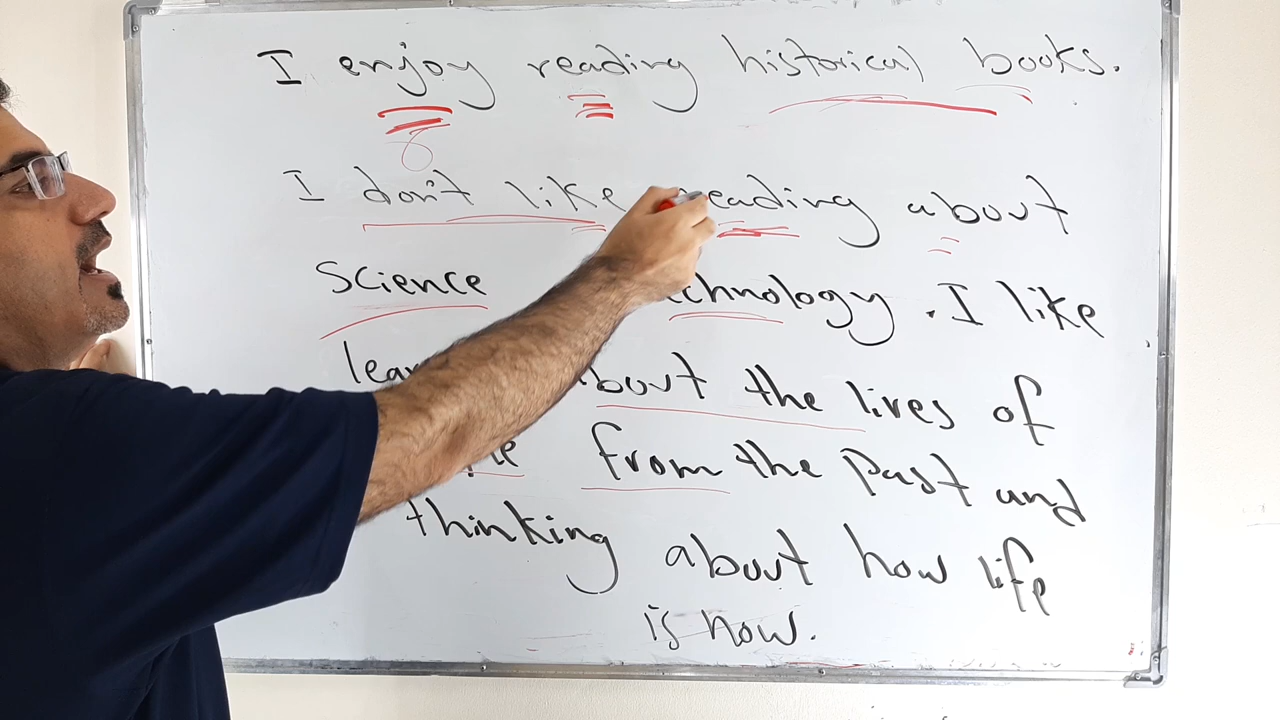 I enjoy reading historical books.
I don't like reading about
science technology. I like
about the lives of
from the past and
thinking about how life
is now.